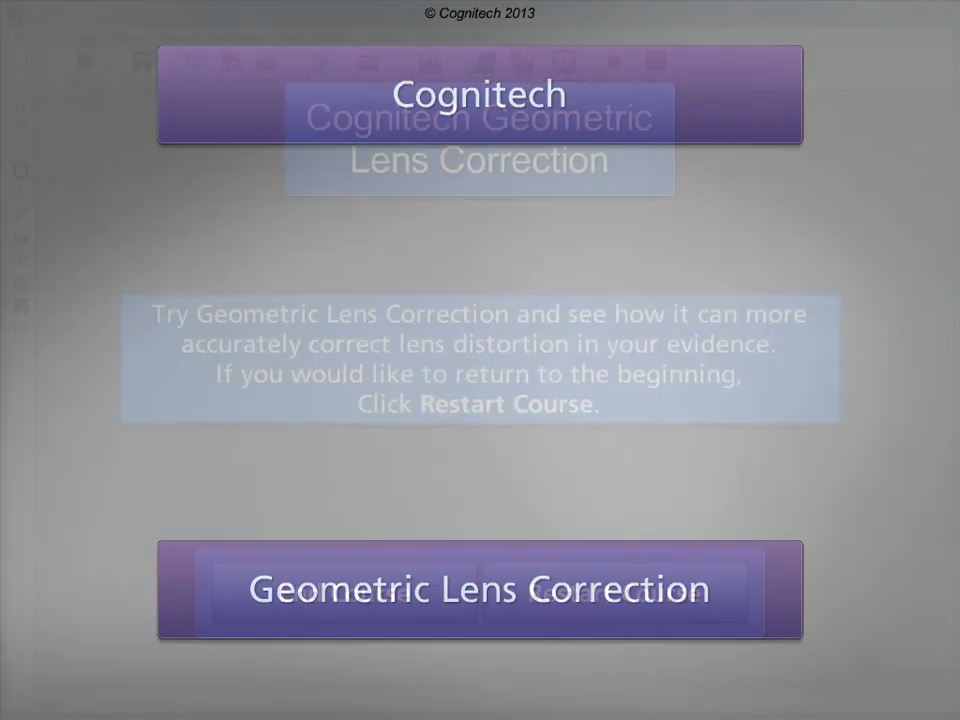 © Cognitech 2013
Cognitech
Cognitech Geometric
Lens Correction
Try Geometric Lens Correction and see how it can more
accurately correct lens distortion in your evidence.
If you would like to return to the beginning,
Click Restart Course.
Geometric Lens Correction
Restart Course